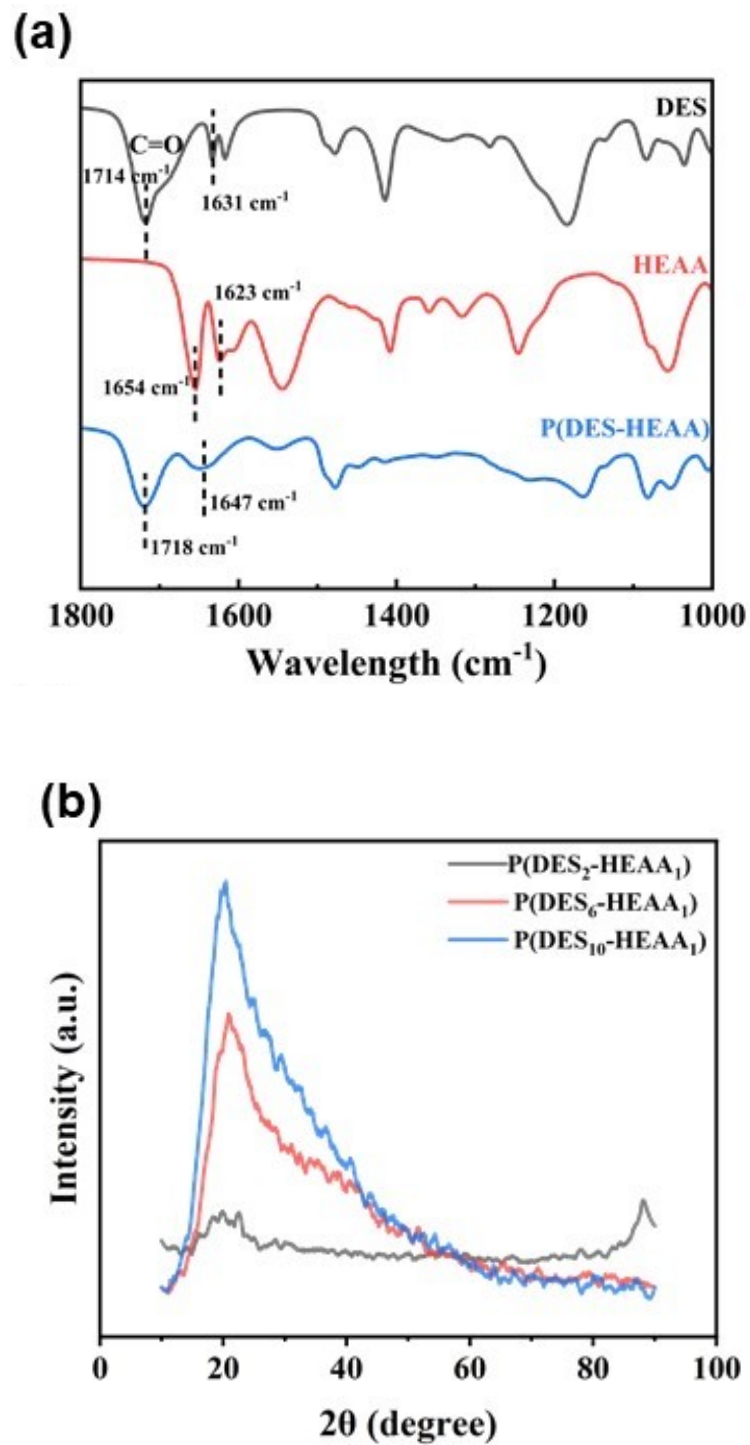 (a)
DES
C=O
1714 cm⁻¹
1631 cm⁻¹
HEAA
1623 cm⁻¹
1654 cm⁻¹
P(DES-HEAA)
1647 cm⁻¹
1718 cm⁻¹
1800 1600 1400 1200 1000
Wavelength (cm⁻¹)
(b)
P(DES₂-HEAA₁)
P(DES₆-HEAA₁)
P(DES₁₀-HEAA₁)
Intensity (a.u.)
0 20 40 60 80 100
2θ (degree)